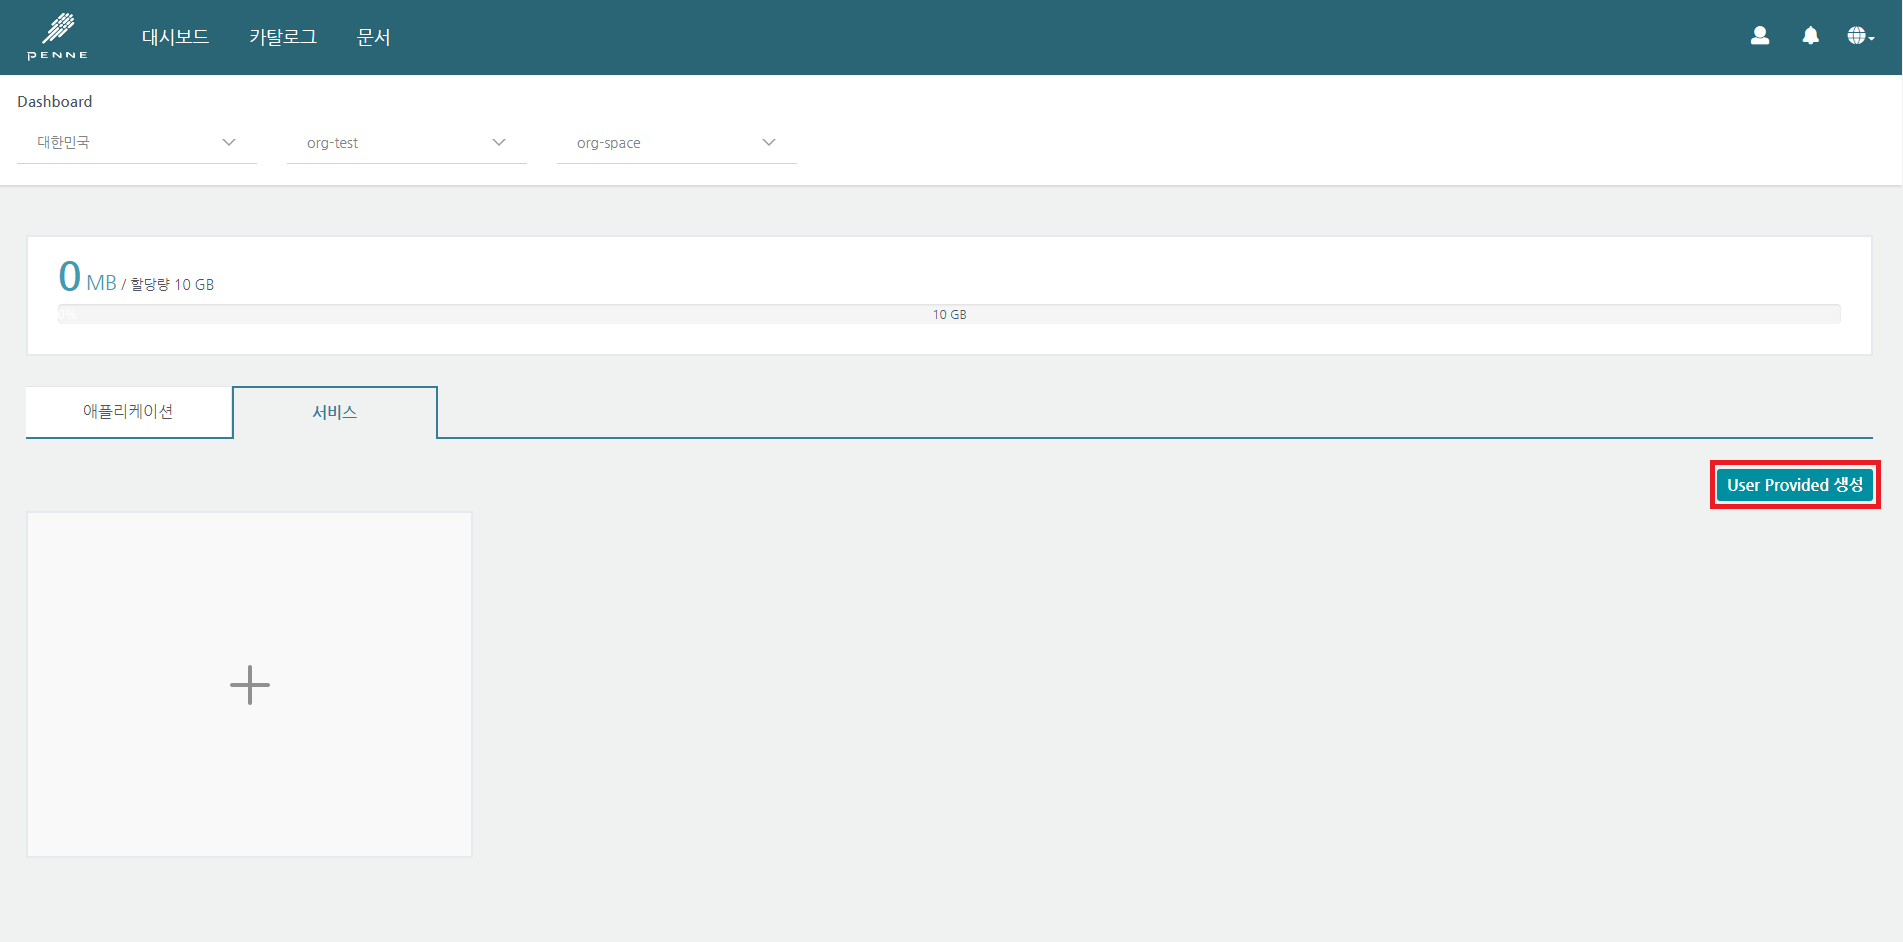 PENNE
대시보드 카탈로그 문서
Dashboard
대한민국 org-test org-space
0 MB / 할당량 10 GB
0% 10 GB
애플리케이션 서비스
User Provided 생성